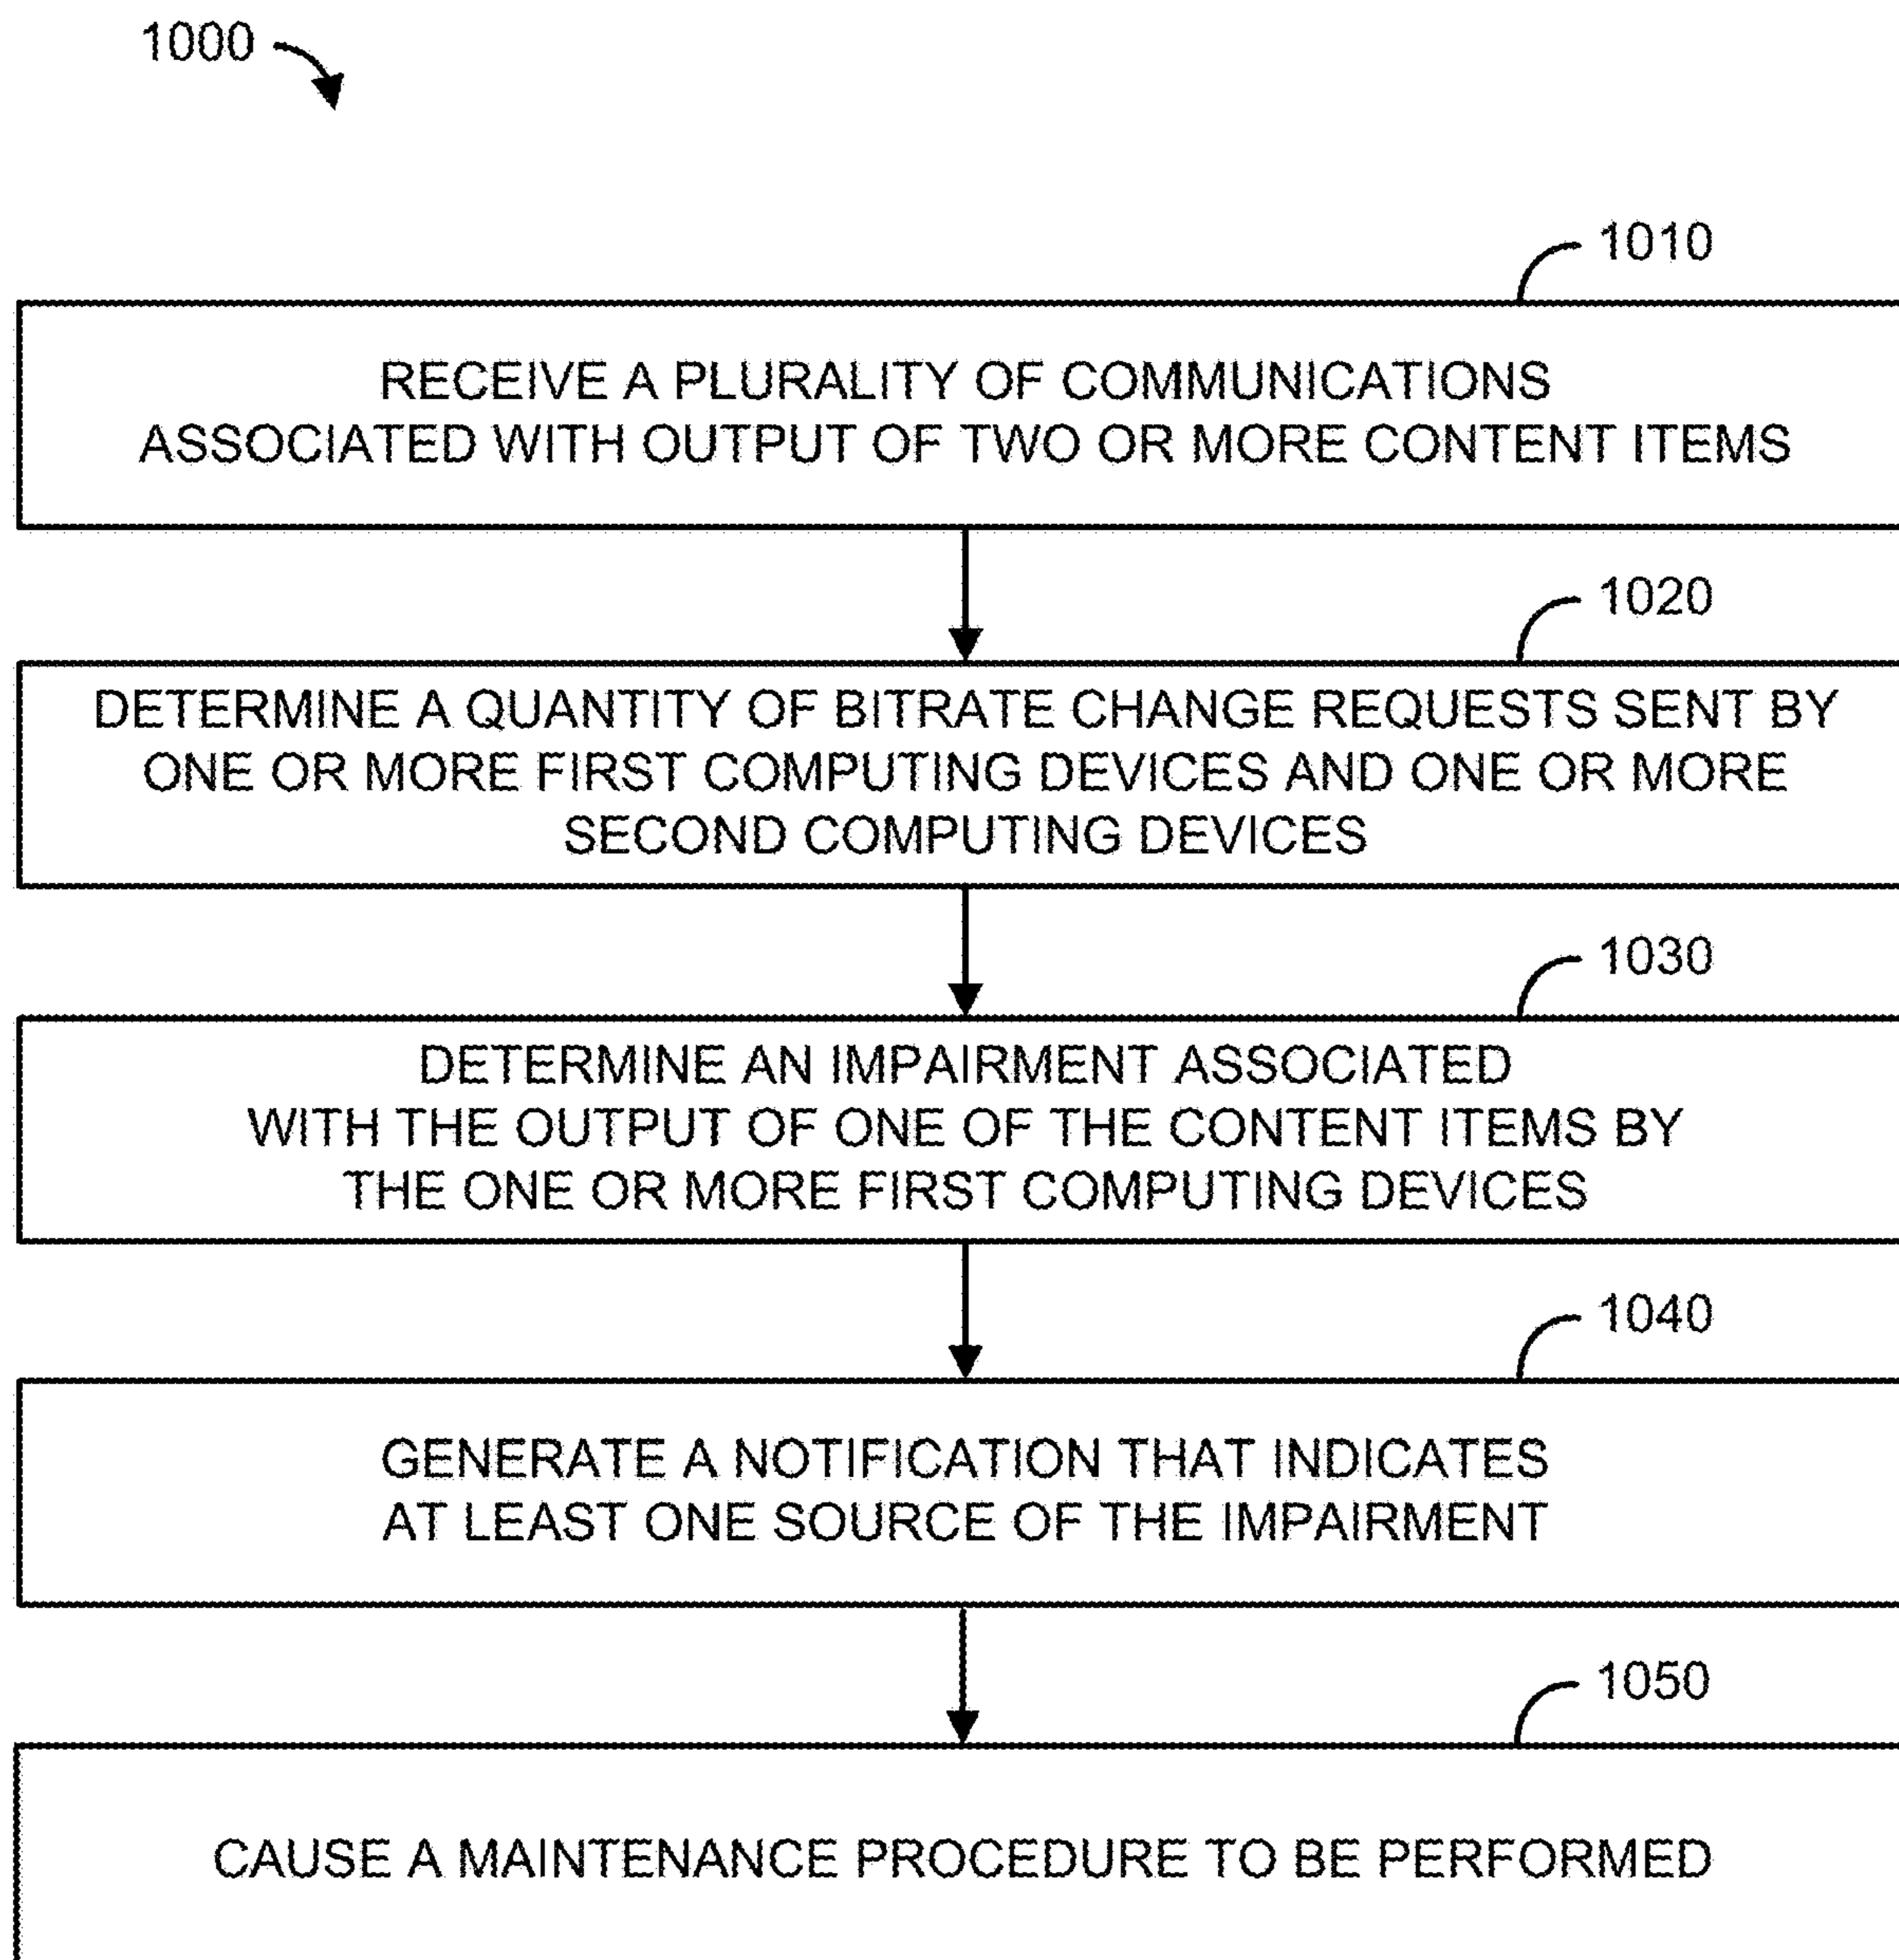 1000
1010
RECEIVE A PLURALITY OF COMMUNICATIONS
ASSOCIATED WITH OUTPUT OF TWO OR MORE CONTENT ITEMS
1020
DETERMINE A QUANTITY OF BITRATE CHANGE REQUESTS SENT BY
ONE OR MORE FIRST COMPUTING DEVICES AND ONE OR MORE
SECOND COMPUTING DEVICES
1030
DETERMINE AN IMPAIRMENT ASSOCIATED
WITH THE OUTPUT OF ONE OF THE CONTENT ITEMS BY
THE ONE OR MORE FIRST COMPUTING DEVICES
1040
GENERATE A NOTIFICATION THAT INDICATES
AT LEAST ONE SOURCE OF THE IMPAIRMENT
1050
CAUSE A MAINTENANCE PROCEDURE TO BE PERFORMED